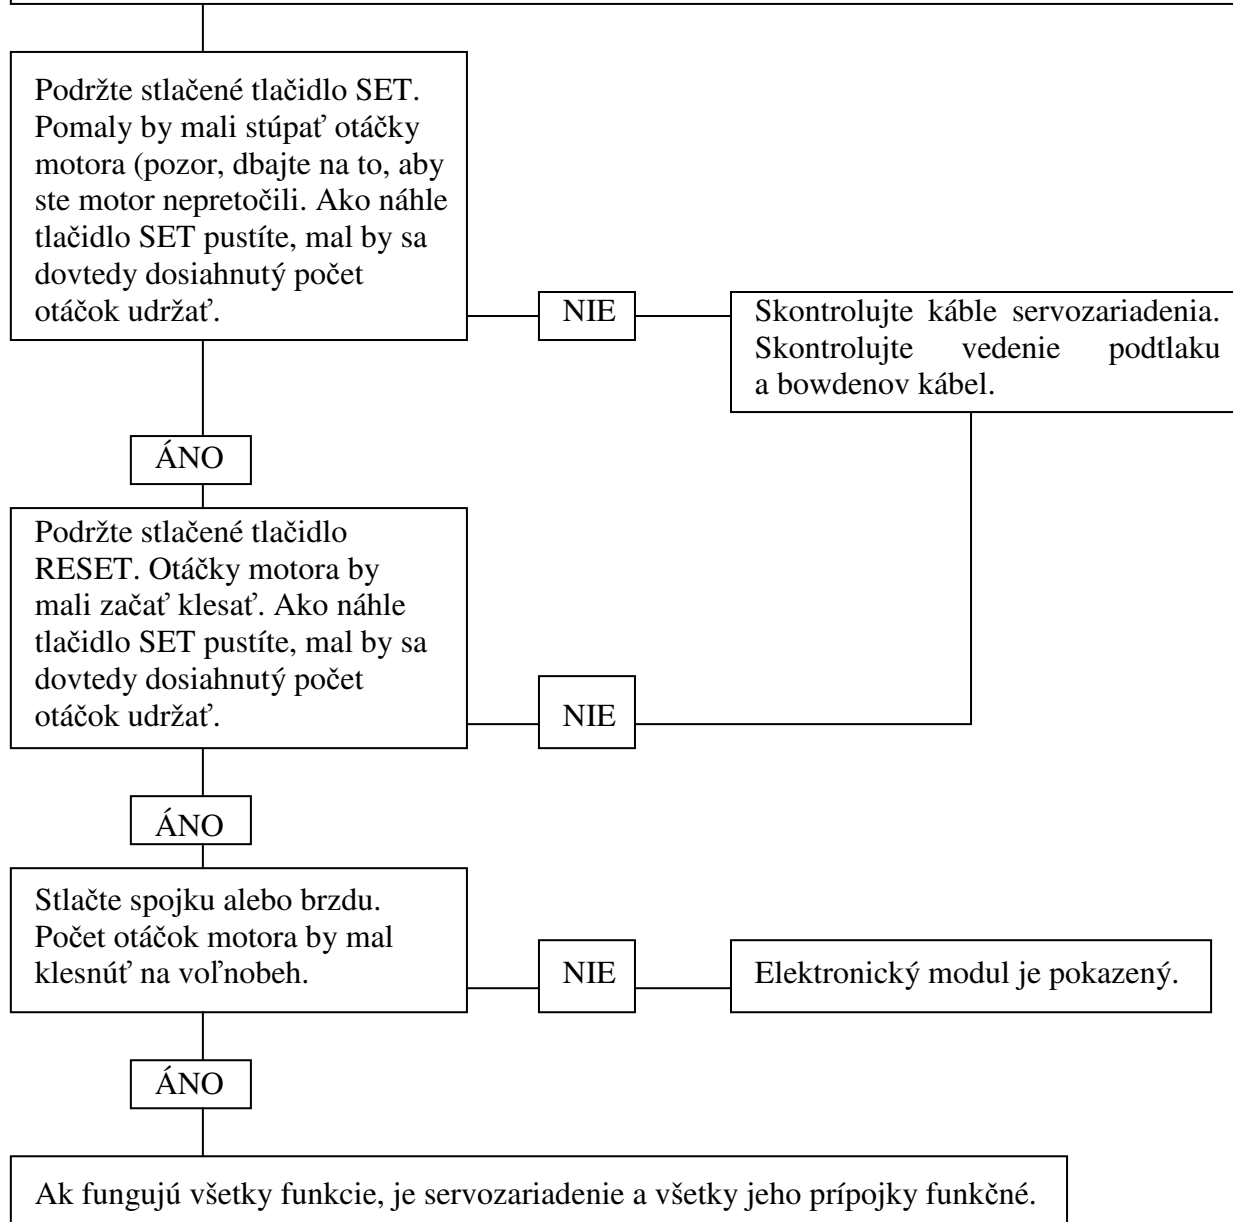 Podržte stlačené tlačidlo SET.
Pomaly by mali stúpať otáčky
motora (pozor, dbajte na to, aby
ste motor nepretočili. Ako náhle
tlačidlo SET pustíte, mal by sa
dovtedy dosiahnutý počet
otáčok udržať.
NIE
Skontrolujte káble servozariadenia.
Skontrolujte vedenie podtlaku
a bowdenov kábel.
ÁNO
Podržte stlačené tlačidlo
RESET. Otáčky motora by
mali začať klesať. Ako náhle
tlačidlo SET pustíte, mal by sa
dovtedy dosiahnutý počet
otáčok udržať.
NIE
ÁNO
Stlačte spojku alebo brzdu.
Počet otáčok motora by mal
klesnúť na voľnobeh.
NIE
Elektronický modul je pokazený.
ÁNO
Ak fungujú všetky funkcie, je servozariadenie a všetky jeho prípojky funkčné.